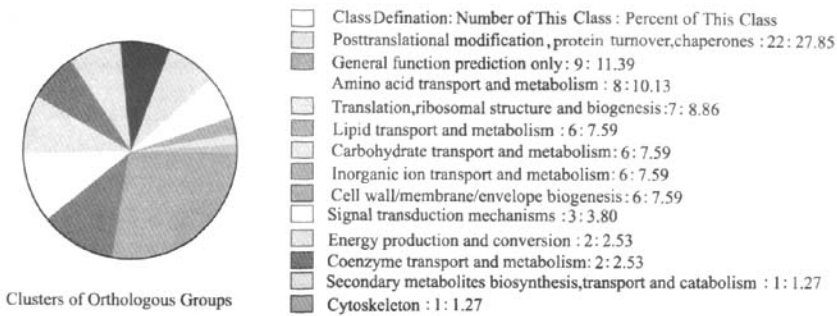 Class Defination: Number of This Class : Percent of This Class
Posttranslational modification, protein turnover,chaperones : 22: 27.85
General function prediction only: 9: 11.39
Amino acid transport and metabolism : 8:10.13
Translation,ribosomal structure and biogenesis:7: 8.86
Lipid transport and metabolism : 6: 7.59
Carbohydrate transport and metabolism: 6: 7.59
Inorganic ion transport and metabolism: 6: 7.59
Cell wall/membrane/envelope biogenesis: 6: 7.59
Signal transduction mechanisms :3: 3.80
Energy production and conversion : 2: 2.53
Coenzyme transport and metabolism: 2: 2.53
Secondary metabolites biosynthesis,transport and catabolism : 1: 1.27
Cytoskeleton : 1: 1.27
Clusters of Orthologous Groups